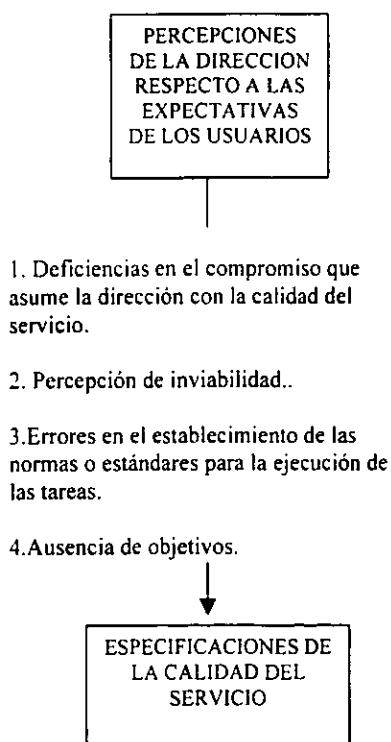 PERCEPCIONES
DE LA DIRECCION
RESPECTO A LAS
EXPECTATIVAS
DE LOS USUARIOS
1. Deficiencias en el compromiso que
asume la dirección con la calidad del
servicio.
2. Percepción de inviabilidad..
3.Errores en el establecimiento de las
normas o estándares para la ejecución de
las tareas.
4.Ausencia de objetivos.
ESPECIFICACIONES DE
LA CALIDAD DEL
SERVICIO